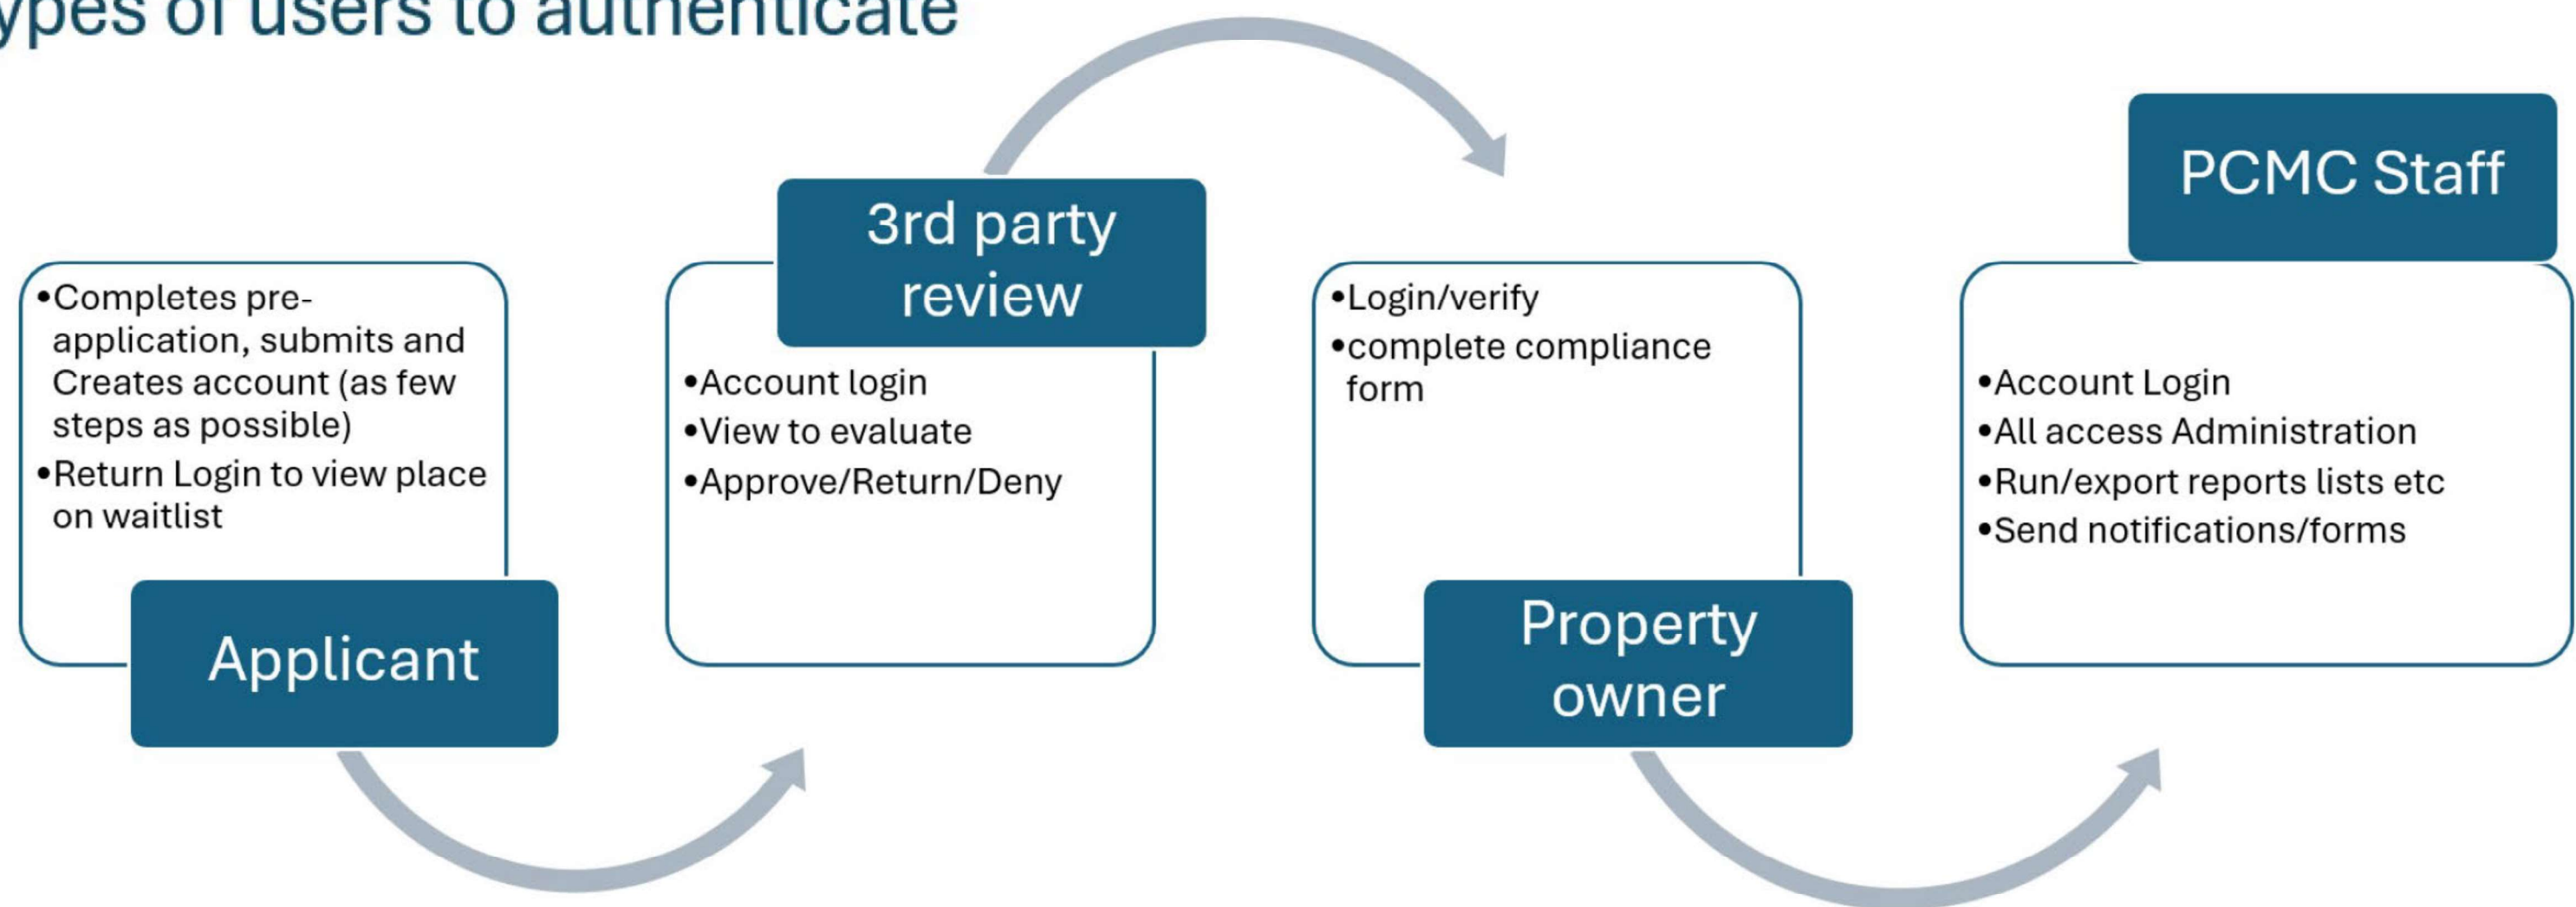 ypes of users to authenticate
•Completes pre-
application, submits and
Creates account (as few
steps as possible)
•Return Login to view place
on waitlist
Applicant
3rd party
review
•Account login
•View to evaluate
•Approve/Return/Deny
•Login/verify
•complete compliance
form
Property
owner
PCMC Staff
•Account Login
•All access Administration
•Run/export reports lists etc
•Send notifications/forms